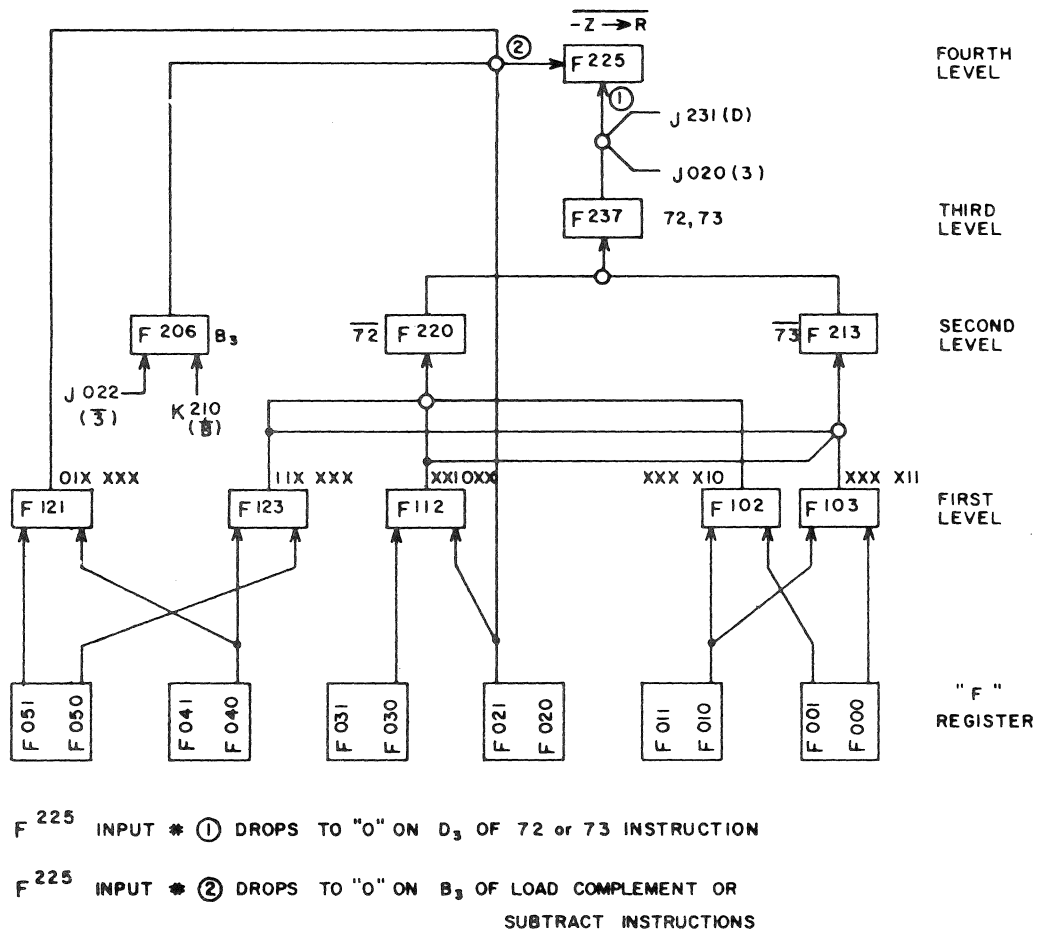 -Z → R
②
F 225
FOURTH
LEVEL
①
J 231 (D)
J 020 (3)
F 237
72, 73
THIRD
LEVEL
F 206
B₃
72
F 220
73
F 213
SECOND
LEVEL
J 022
(3)
K 210
(B)
01X XXX
11X XXX
XX10XX
XXX X10
XXX X11
F 121
F 123
F 112
F 102
F 103
FIRST
LEVEL
F 051
F 050
F 041
F 040
F 031
F 030
F 021
F 020
F 011
F 010
F 001
F 000
"F"
REGISTER
F 225 INPUT # ① DROPS TO "O" ON D₃ OF 72 or 73 INSTRUCTION
F 225 INPUT # ② DROPS TO "O" ON B₃ OF LOAD COMPLEMENT OR
SUBTRACT INSTRUCTIONS